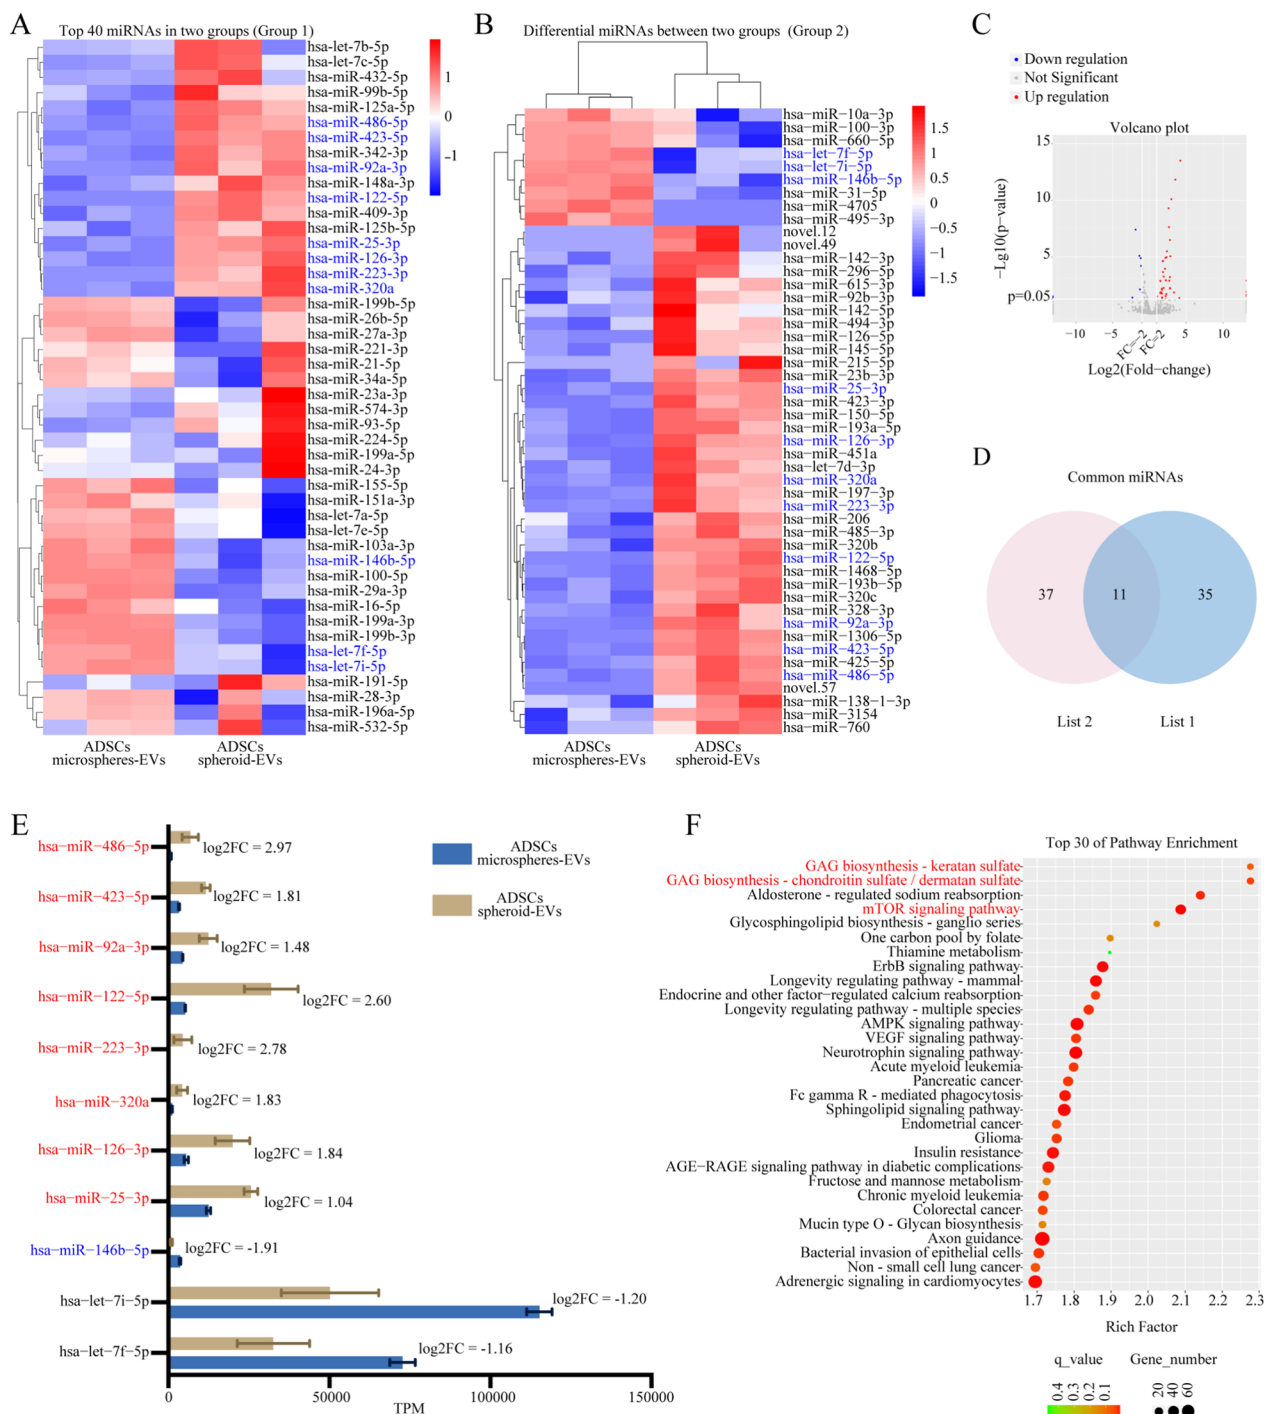 A
Top 40 miRNAs in two groups (Group 1)
hsa-let-7b-5p
hsa-let-7c-5p
hsa-miR-432-5p
hsa-miR-99b-5p
hsa-miR-125a-5p
hsa-miR-486-5p
hsa-miR-423-5p
hsa-miR-342-3p
hsa-miR-92a-3p
hsa-miR-148a-3p
hsa-miR-122-5p
hsa-miR-409-3p
hsa-miR-125b-5p
hsa-miR-25-3p
hsa-miR-126-3p
hsa-miR-223-3p
hsa-miR-320a
hsa-miR-199b-5p
hsa-miR-26b-5p
hsa-miR-27a-3p
hsa-miR-221-3p
hsa-miR-21-5p
hsa-miR-34a-5p
hsa-miR-23a-3p
hsa-miR-574-3p
hsa-miR-93-5p
hsa-miR-224-5p
hsa-miR-199a-5p
hsa-miR-24-3p
hsa-miR-155-5p
hsa-miR-151a-3p
hsa-let-7a-5p
hsa-let-7e-5p
hsa-miR-103a-3p
hsa-miR-146b-5p
hsa-miR-100-5p
hsa-miR-29a-3p
hsa-miR-16-5p
hsa-miR-199a-3p
hsa-miR-199b-3p
hsa-let-7f-5p
hsa-let-7i-5p
hsa-miR-191-5p
hsa-miR-28-3p
hsa-miR-196a-5p
hsa-miR-532-5p
1
0
−1
ADSCs
microspheres-EVs
ADSCs
spheroid-EVs
B
Differential miRNAs between two groups (Group 2)
hsa−miR−10a−3p
hsa−miR−100−3p
hsa−miR−660−5p
hsa−let−7f−5p
hsa−let−7i−5p
hsa−miR−146b−5p
hsa−miR−31−5p
hsa−miR−4705
hsa−miR−495−3p
novel.12
novel.49
hsa−miR−142−3p
hsa−miR−296−5p
hsa−miR−615−3p
hsa−miR−92b−3p
hsa−miR−142−5p
hsa−miR−494−3p
hsa−miR−126−5p
hsa−miR−145−5p
hsa−miR−215−5p
hsa−miR−23b−3p
hsa−miR−25−3p
hsa−miR−423−3p
hsa−miR−150−5p
hsa−miR−193a−5p
hsa−miR−126−3p
hsa−miR−451a
hsa−let−7d−3p
hsa−miR−320a
hsa−miR−197−3p
hsa−miR−223−3p
hsa−miR−206
hsa−miR−485−3p
hsa−miR−320b
hsa−miR−122−5p
hsa−miR−1468−5p
hsa−miR−193b−5p
hsa−miR−320c
hsa−miR−328−3p
hsa−miR−92a−3p
hsa−miR−1306−5p
hsa−miR−423−5p
hsa−miR−425−5p
hsa−miR−486−5p
novel.57
hsa−miR−138−1−3p
hsa−miR−3154
hsa−miR−760
1.5
1
0.5
0
−0.5
−1
−1.5
ADSCs
microspheres-EVs
ADSCs
spheroid-EVs
C
Down regulation
Not Significant
Up regulation
Volcano plot
15
10
5
p=0.05
−Lg10(p−value)
−10
−5
FC=−2
FC=2
5
10
Log2(Fold−change)
D
Common miRNAs
37
11
35
List 2
List 1
E
hsa−miR−486−5p
log2FC = 2.97
hsa−miR−423−5p
log2FC = 1.81
hsa−miR−92a−3p
log2FC = 1.48
hsa−miR−122−5p
log2FC = 2.60
hsa−miR−223−3p
log2FC = 2.78
hsa−miR−320a
log2FC = 1.83
hsa−miR−126−3p
log2FC = 1.84
hsa−miR−25−3p
log2FC = 1.04
hsa−miR−146b−5p
log2FC = -1.91
hsa−let−7i−5p
log2FC = -1.20
hsa−let−7f−5p
log2FC = -1.16
0
50000
100000
150000
TPM
ADSCs
microspheres-EVs
ADSCs
spheroid-EVs
F
Top 30 of Pathway Enrichment
GAG biosynthesis - keratan sulfate
GAG biosynthesis - chondroitin sulfate / dermatan sulfate
Aldosterone - regulated sodium reabsorption
mTOR signaling pathway
Glycosphingolipid biosynthesis - ganglio series
One carbon pool by folate
Thiamine metabolism
ErbB signaling pathway
Longevity regulating pathway - mammal
Endocrine and other factor−regulated calcium reabsorption
Longevity regulating pathway - multiple species
AMPK signaling pathway
VEGF signaling pathway
Neurotrophin signaling pathway
Acute myeloid leukemia
Pancreatic cancer
Fc gamma R - mediated phagocytosis
Sphingolipid signaling pathway
Endometrial cancer
Glioma
Insulin resistance
AGE−RAGE signaling pathway in diabetic complications
Fructose and mannose metabolism
Chronic myeloid leukemia
Colorectal cancer
Mucin type O - Glycan biosynthesis
Axon guidance
Bacterial invasion of epithelial cells
Non - small cell lung cancer
Adrenergic signaling in cardiomyocytes
1.7
1.8
1.9
2.0
2.1
2.2
2.3
Rich Factor
q_value
0.4
0.3
0.2
0.1
Gene_number
20
40
60